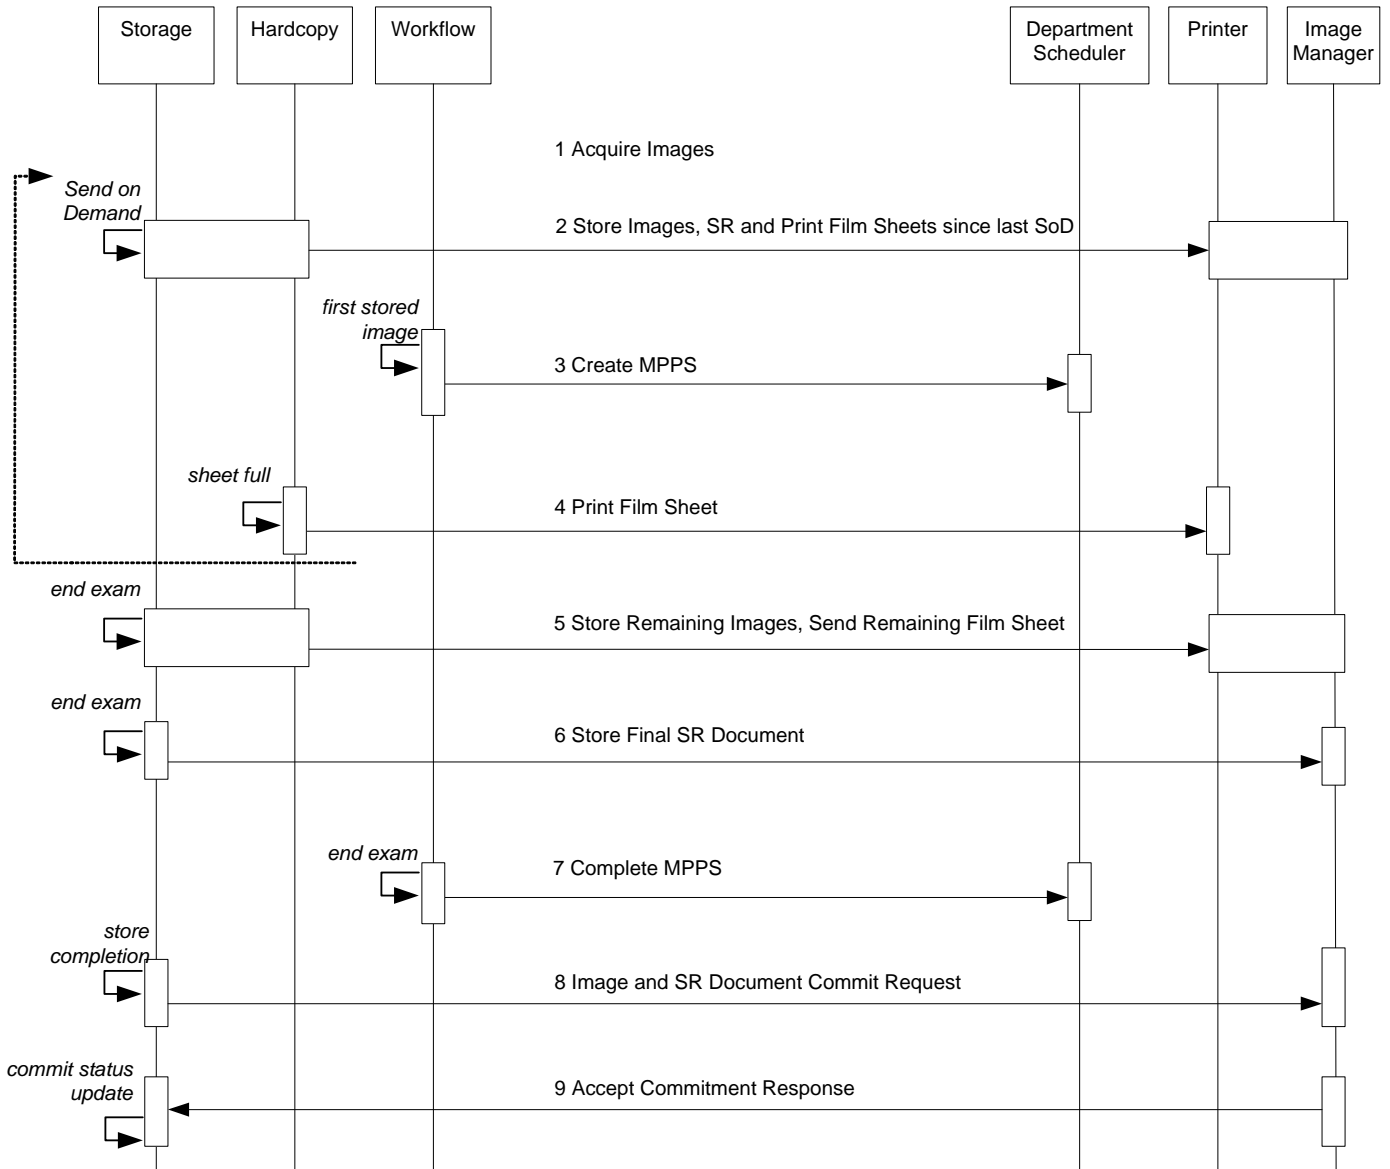 Storage
Hardcopy
Workflow
Department
Scheduler
Printer
Image
Manager
1 Acquire Images
Send on
Demand
2 Store Images, SR and Print Film Sheets since last SoD
first stored
image
3 Create MPPS
sheet full
4 Print Film Sheet
end exam
5 Store Remaining Images, Send Remaining Film Sheet
end exam
6 Store Final SR Document
end exam
7 Complete MPPS
store
completion
8 Image and SR Document Commit Request
commit status
update
9 Accept Commitment Response